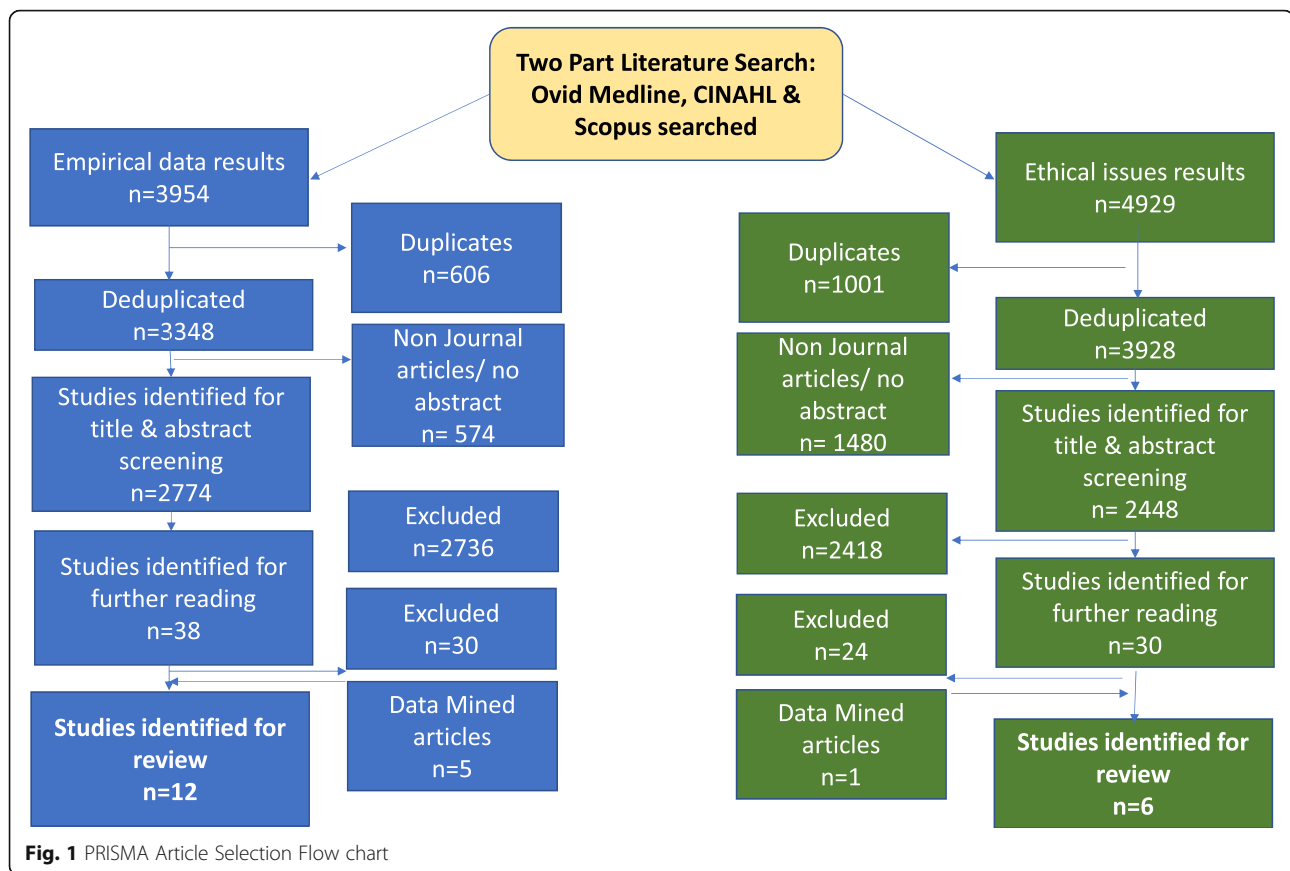 Two Part Literature Search:
Ovid Medline, CINAHL &
Scopus searched
Empirical data results
n=3954
Duplicates
n=606
Deduplicated
n=3348
Non Journal
articles/ no
abstract
n= 574
Studies identified for
title & abstract
screening
n=2774
Excluded
n=2736
Studies identified for
further reading
n=38
Excluded
n=30
Data Mined
articles
n=5
Studies identified for
review
n=12
Ethical issues results
n=4929
Duplicates
n=1001
Deduplicated
n=3928
Non Journal
articles/ no
abstract
n= 1480
Studies identified for
title & abstract
screening
n= 2448
Excluded
n=2418
Studies identified for
further reading
n=30
Excluded
n=24
Data Mined
articles
n=1
Studies identified for
review
n=6
Fig. 1 PRISMA Article Selection Flow chart